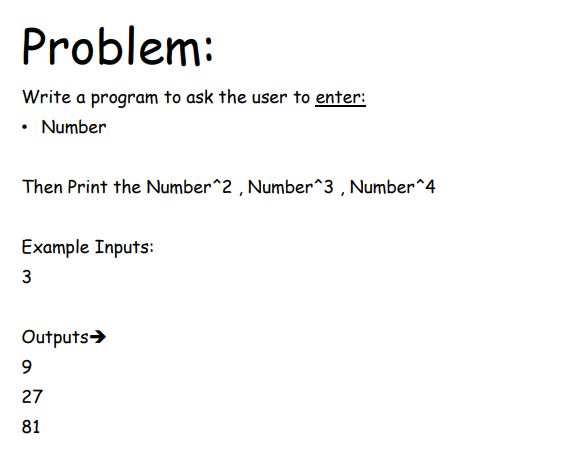 Problem:
Write a program to ask the user to enter:
• Number
Then Print the Number^2 , Number^3 , Number^4
Example Inputs:
3
Outputs➔
9
27
81